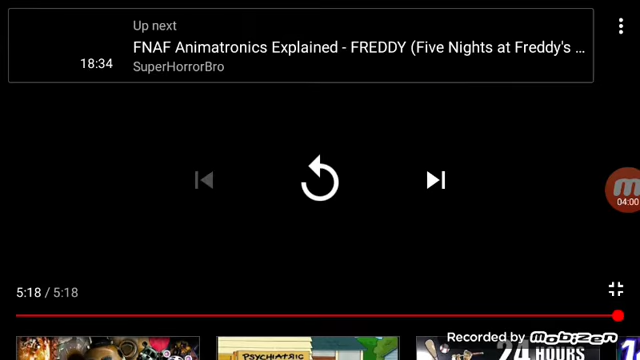 Up next
FNAF Animatronics Explained - FREDDY (Five Nights at Freddy's ...
18:34
SuperHorrorBro
04:00
5:18 / 5:18
Recorded by MOBIZEN
PSYCHIATRIC
24 HOURS